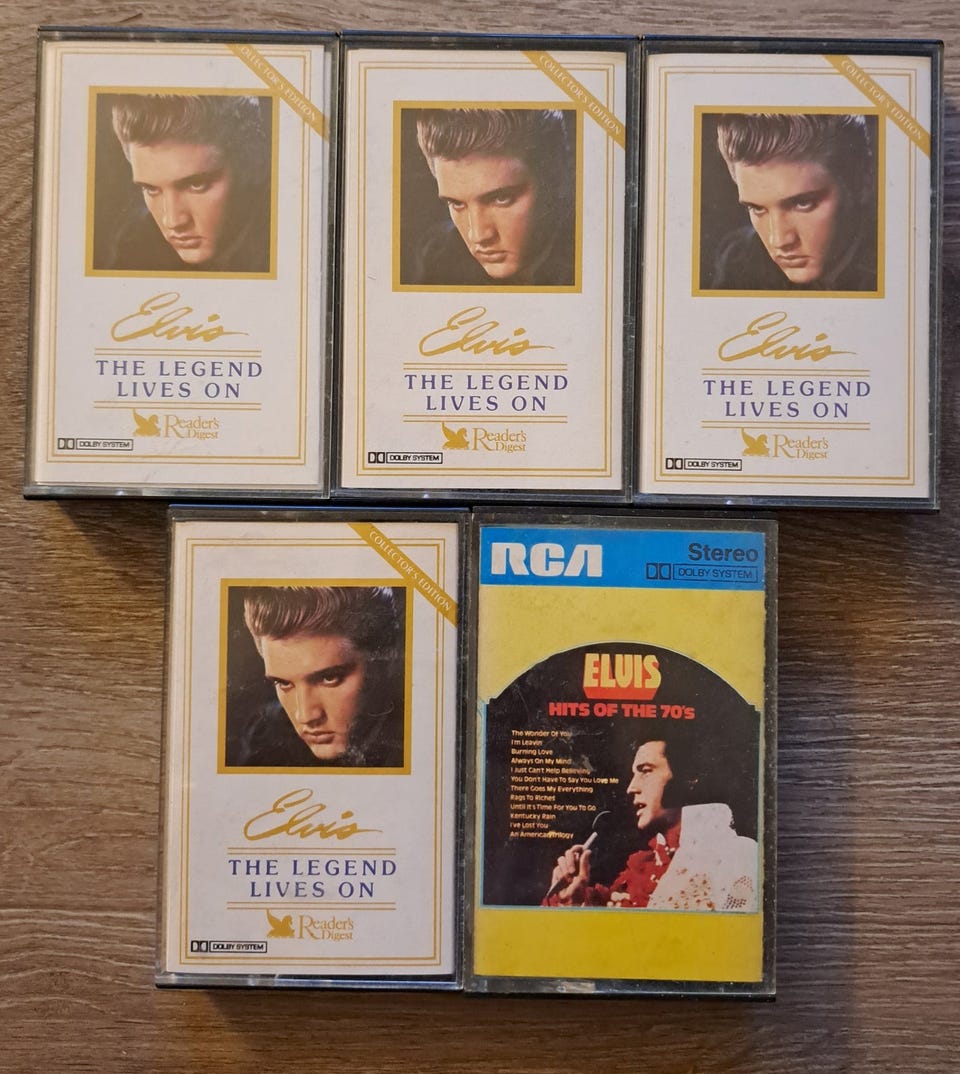 COLLECTOR'S EDITION
Elvis
THE LEGEND
LIVES ON
Reader's
Digest
DOLBY SYSTEM
COLLECTOR'S EDITION
Elvis
THE LEGEND
LIVES ON
Reader's
Digest
DOLBY SYSTEM
COLLECTOR'S EDITION
Elvis
THE LEGEND
LIVES ON
Reader's
Digest
DOLBY SYSTEM
COLLECTOR'S EDITION
Elvis
THE LEGEND
LIVES ON
Reader's
Digest
DOLBY SYSTEM
RCA
Stereo
DOLBY SYSTEM
ELVIS
HITS OF THE 70's
The Wonder Of You
I'm Leavin'
Burning Love
Always On My Mind
I Just Can't Help Believing
You Don't Have To Say You Love Me
There Goes My Everything
Rags To Riches
Until It's Time For You To Go
Kentucky Rain
I've Lost You
An American Trilogy